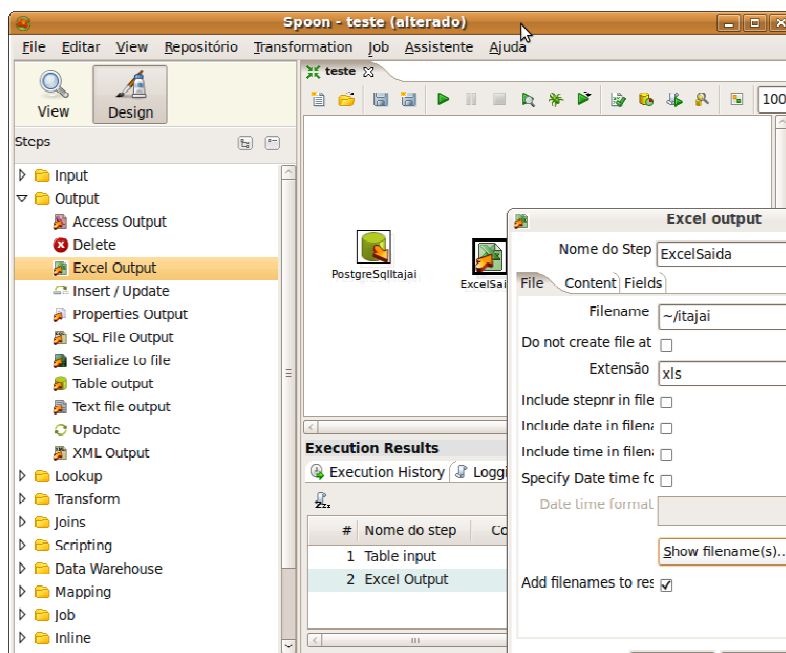 Spoon - teste (alterado)
File Editar View Repositório Transformation Job Assistente Ajuda
View Design
Steps
Input
Output
Access Output
Delete
Excel Output
Insert / Update
Properties Output
SQL File Output
Serialize to file
Table output
Text file output
Update
XML Output
Lookup
Transform
Joins
Scripting
Data Warehouse
Mapping
Job
Inline
teste
100
PostgreSqlItajai
ExcelSai
Execution Results
Execution History Loggi
# Nome do step Co
1 Table input
2 Excel Output
Excel output
Nome do Step ExcelSaida
File Content Fields
Filename ~/itajai
Do not create file at
Extensão xls
Include stepnr in file
Include date in filena
Include time in filena
Specify Date time fo
Date time format
Show filename(s)...
Add filenames to res